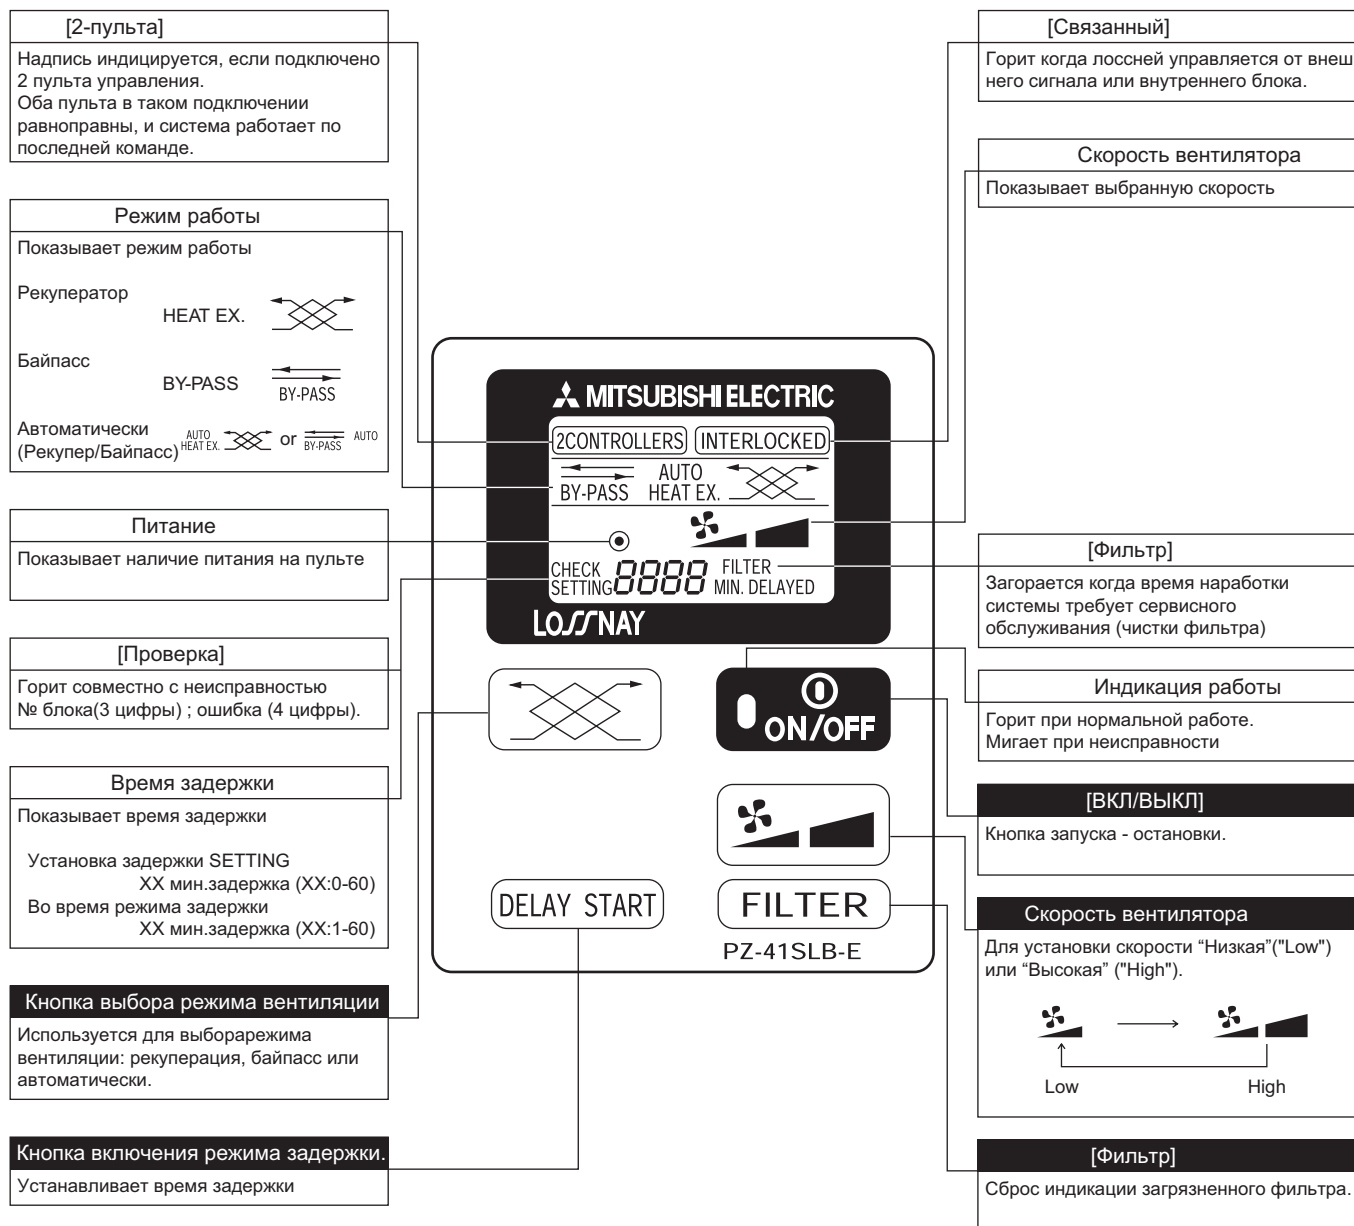 [2-пульта]
Надпись индицируется, если подключено
2 пульта управления.
Оба пульта в таком подключении
равноправны, и система работает по
последней команде.
Режим работы
Показывает режим работы
Рекуператор
HEAT EX.
Байпасс
BY-PASS
BY-PASS
Автоматически
(Рекупер/Байпасс)
AUTO
HEAT EX.
or
BY-PASS
AUTO
Питание
Показывает наличие питания на пульте
[Проверка]
Горит совместно с неисправностью
№ блока(3 цифры) ; ошибка (4 цифры).
Время задержки
Показывает время задержки
Установка задержки SETTING
XX мин.задержка (XX:0-60)
Во время режима задержки
XX мин.задержка (XX:1-60)
Кнопка выбора режима вентиляции
Используется для выборарежима
вентиляции: рекуперация, байпасс или
автоматически.
Кнопка включения режима задержки.
Устанавливает время задержки
MITSUBISHI ELECTRIC
2CONTROLLERS INTERLOCKED
BY-PASS
AUTO
HEAT EX.
CHECK
SETTING
8888
FILTER
MIN. DELAYED
LOSSNAY
ON/OFF
DELAY START
FILTER
PZ-41SLB-E
[Связанный]
Горит когда лоссней управляется от внеш
него сигнала или внутреннего блока.
Скорость вентилятора
Показывает выбранную скорость
[Фильтр]
Загорается когда время наработки
системы требует сервисного
обслуживания (чистки фильтра)
Индикация работы
Горит при нормальной работе.
Мигает при неисправности
[ВКЛ/ВЫКЛ]
Кнопка запуска - остановки.
Скорость вентилятора
Для установки скорости “Низкая”("Low")
или “Высокая” ("High").
Low High
[Фильтр]
Сброс индикации загрязненного фильтра.